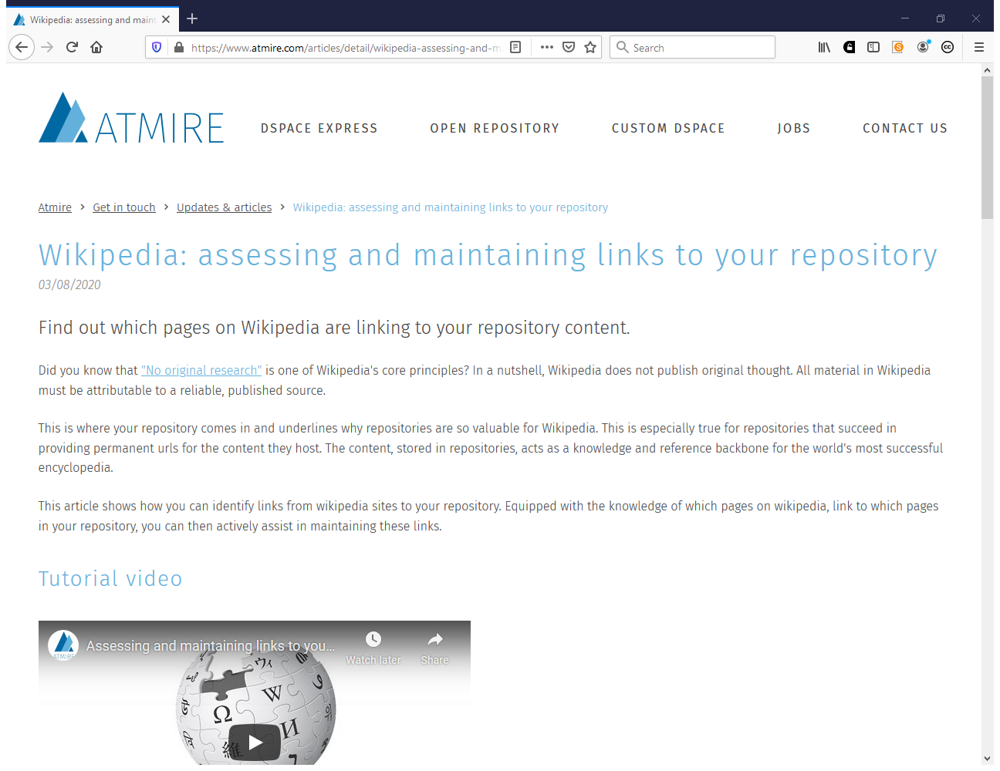 Wikipedia: assessing and maint
https://www.atmire.com/articles/detail/wikipedia-assessing-and-m
Search
ATMIRE
DSPACE EXPRESS
OPEN REPOSITORY
CUSTOM DSPACE
JOBS
CONTACT US
Atmire > Get in touch > Updates & articles > Wikipedia: assessing and maintaining links to your repository
Wikipedia: assessing and maintaining links to your repository
03/08/2020
Find out which pages on Wikipedia are linking to your repository content.
Did you know that "No original research" is one of Wikipedia's core principles? In a nutshell, Wikipedia does not publish original thought. All material in Wikipedia
must be attributable to a reliable, published source.
This is where your repository comes in and underlines why repositories are so valuable for Wikipedia. This is especially true for repositories that succeed in
providing permanent urls for the content they host. The content, stored in repositories, acts as a knowledge and reference backbone for the world's most successful
encyclopedia.
This article shows how you can identify links from wikipedia sites to your repository. Equipped with the knowledge of which pages on wikipedia, link to which pages
in your repository, you can then actively assist in maintaining these links.
Tutorial video
ATMIRE
Assessing and maintaining links to you...
Watch later
Share
Ω
W
И
維